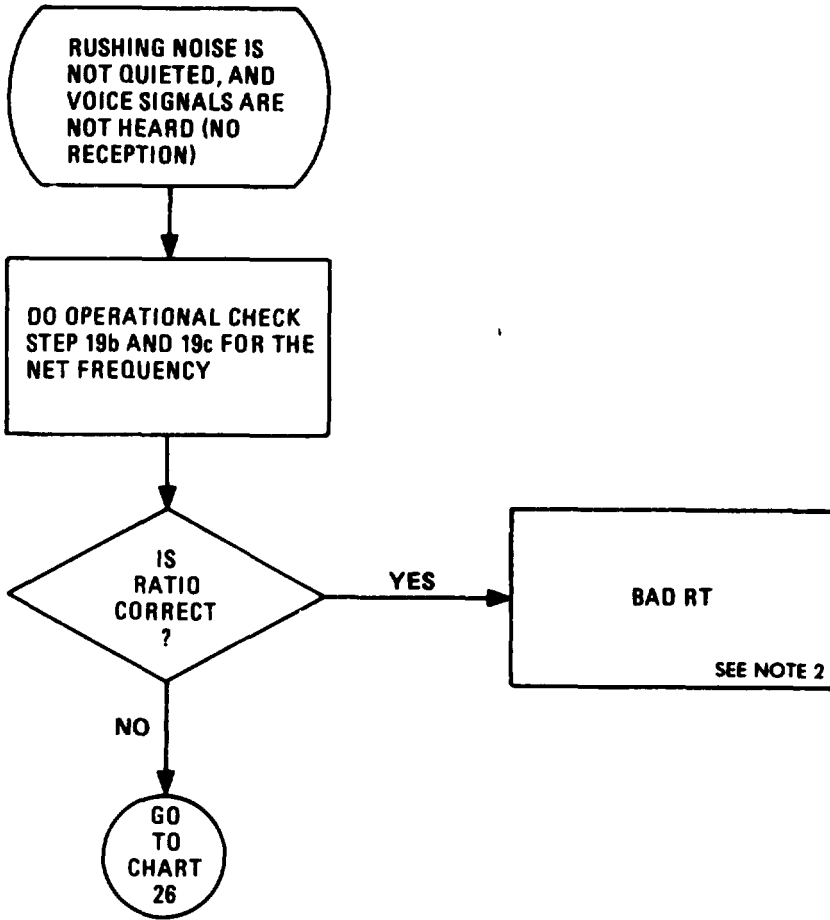 RUSHING NOISE IS
NOT QUIETED, AND
VOICE SIGNALS ARE
NOT HEARD (NO
RECEPTION)
DO OPERATIONAL CHECK
STEP 19b AND 19c FOR THE
NET FREQUENCY
IS
RATIO
CORRECT
?
YES
BAD RT
SEE NOTE 2
NO
GO
TO
CHART
26